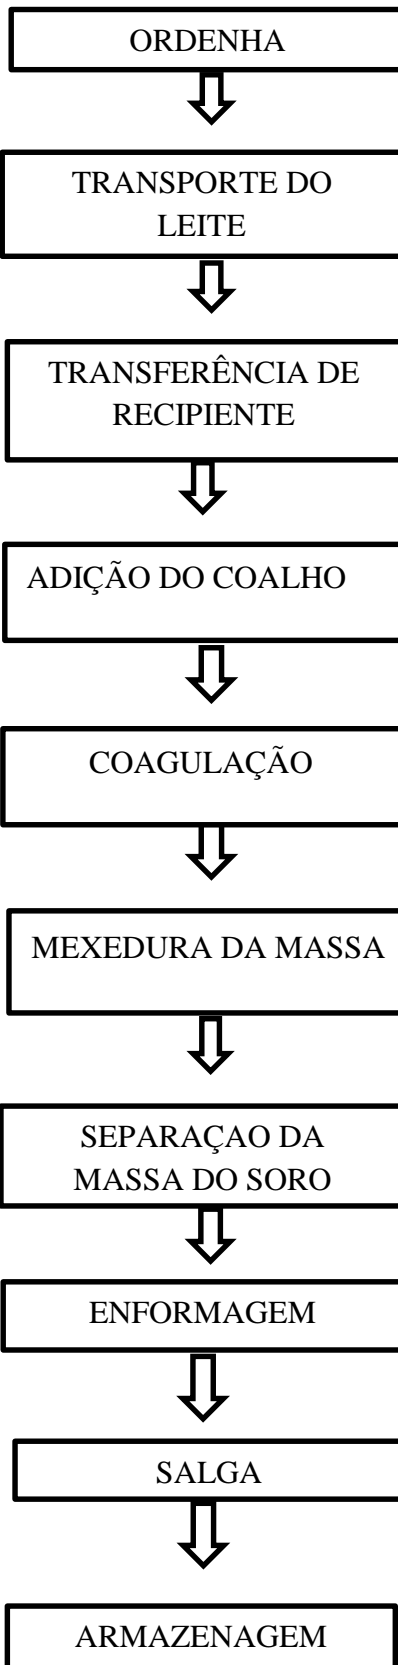 ORDENHA
TRANSPORTE DO
LEITE
TRANSFERÊNCIA DE
RECIPIENTE
ADIÇÃO DO COALHO
COAGULAÇÃO
MEXEDURA DA MASSA
SEPARAÇAO DA
MASSA DO SORO
ENFORMAGEM
SALGA
ARMAZENAGEM